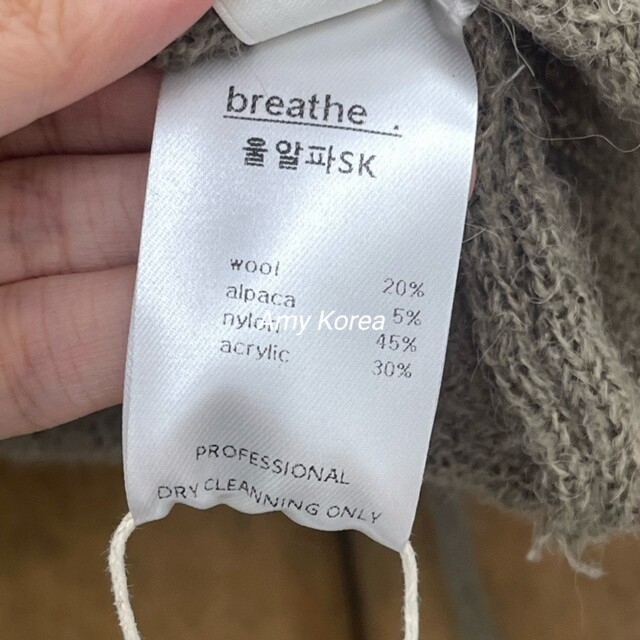 breathe .
울알파SK
wool 20%
alpaca 5%
nylon 45%
acrylic 30%
Amy Korea
PROFESSIONAL
DRY CLEANNING ONLY